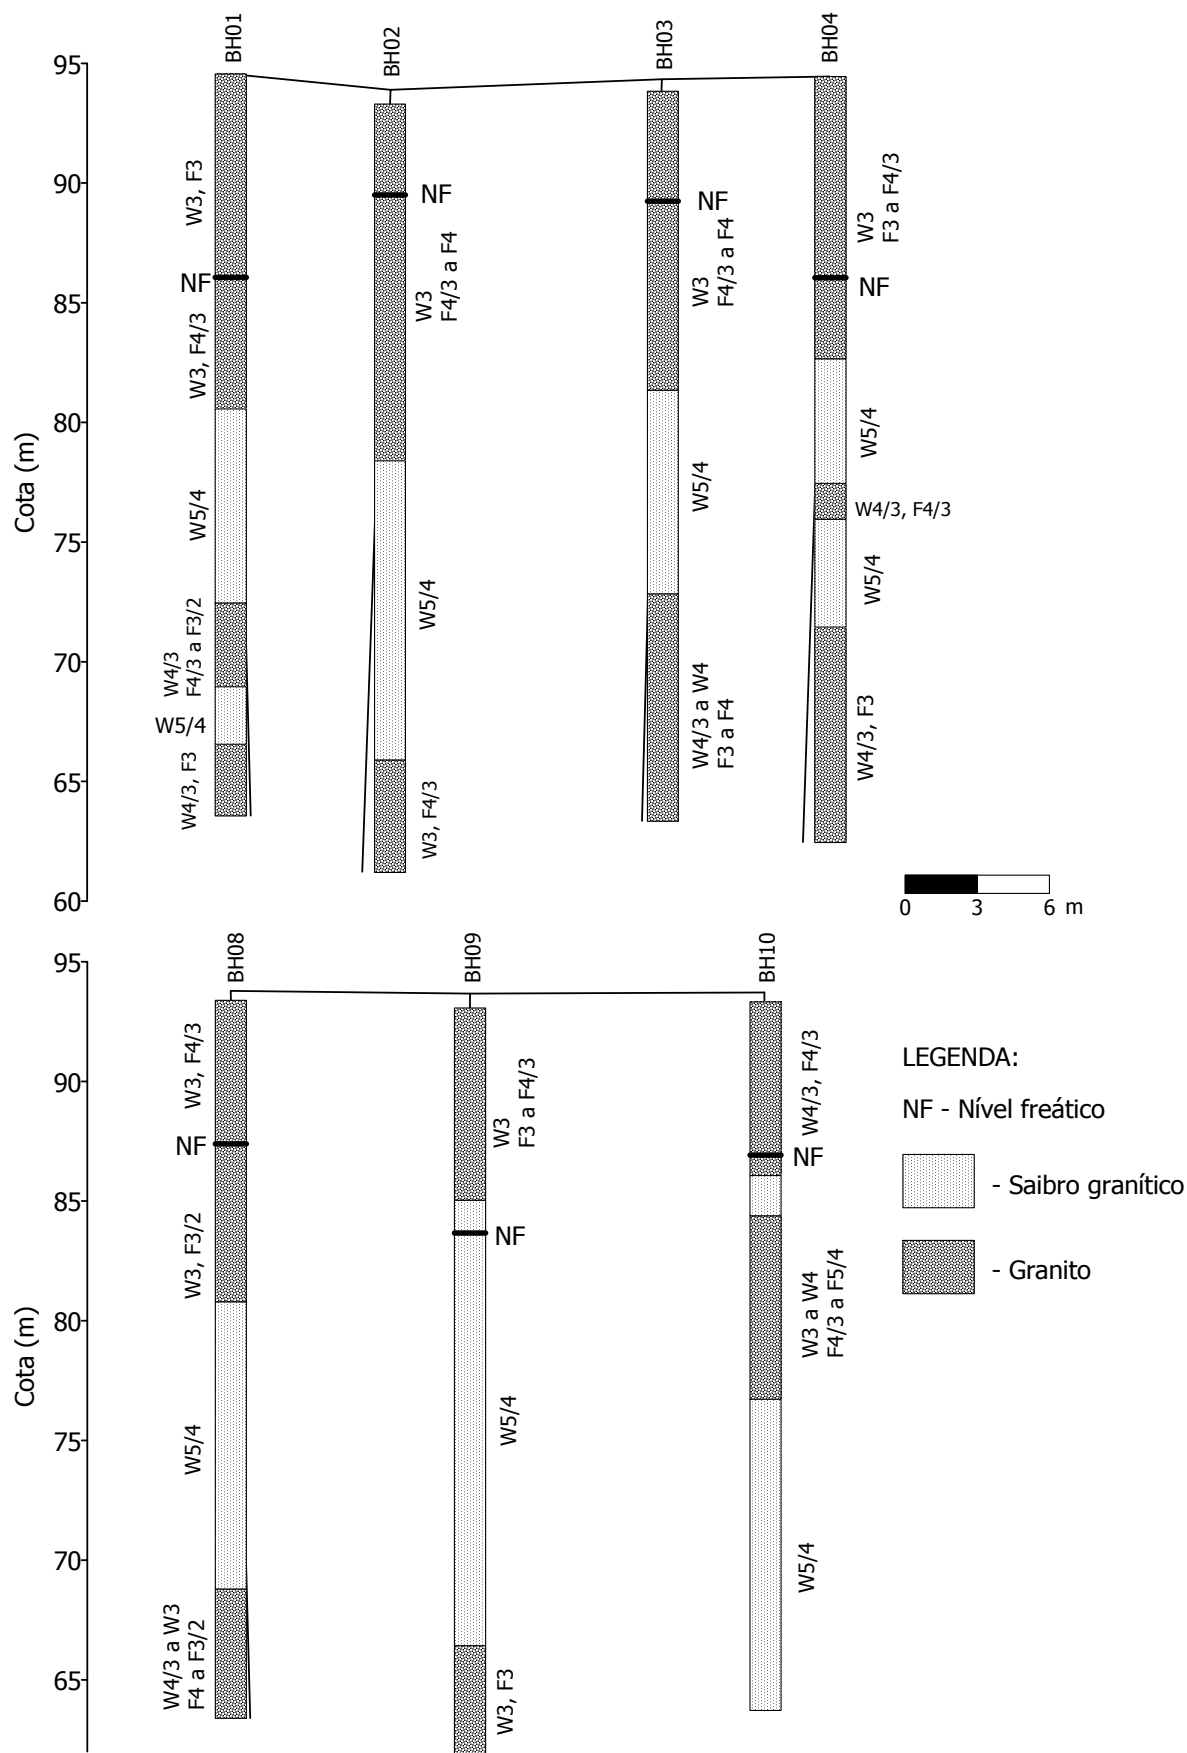 BH01
BH02
BH03
BH04
Cota (m)
95
90
85
80
75
70
65
60
W3, F3
NF
W3, F4/3
W5/4
W4/3
F4/3 a F3/2
W5/4
W4/3, F3
NF
W3
F4/3 a F4
W5/4
W3, F4/3
NF
W3
F4/3 a F4
W5/4
W4/3 a W4
F3 a F4
W3
F3 a F4/3
NF
W5/4
W4/3, F4/3
W5/4
W4/3, F3
0 3 6 m
BH08
BH09
BH10
Cota (m)
95
90
85
80
75
70
65
W3, F4/3
NF
W3, F3/2
W5/4
W4/3 a W3
F4 a F3/2
W3
F3 a F4/3
NF
W5/4
W3, F3
W4/3, F4/3
NF
W3 a W4
F4/3 a F5/4
W5/4
LEGENDA:
NF - Nível freático
- Saibro granítico
- Granito